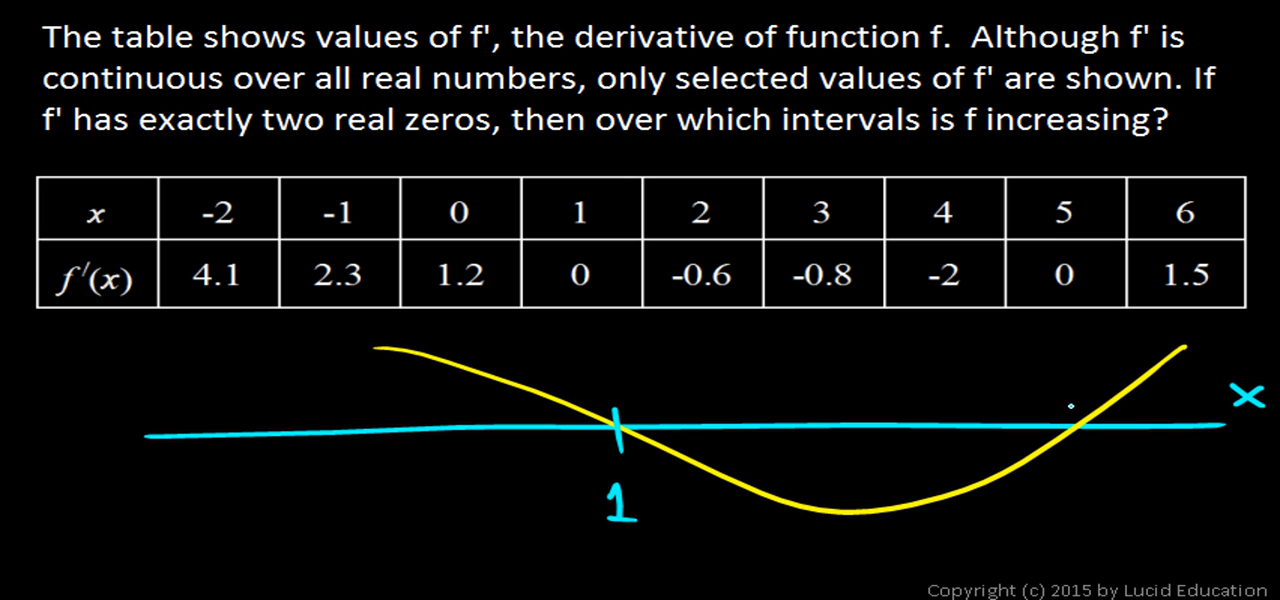 The table shows values of f', the derivative of function f.  Although f' is
continuous over all real numbers, only selected values of f' are shown. If
f' has exactly two real zeros, then over which intervals is f increasing?
x -2 -1 0 1 2 3 4 5 6
f'(x) 4.1 2.3 1.2 0 -0.6 -0.8 -2 0 1.5
x
1
Copyright (c) 2015 by Lucid Education